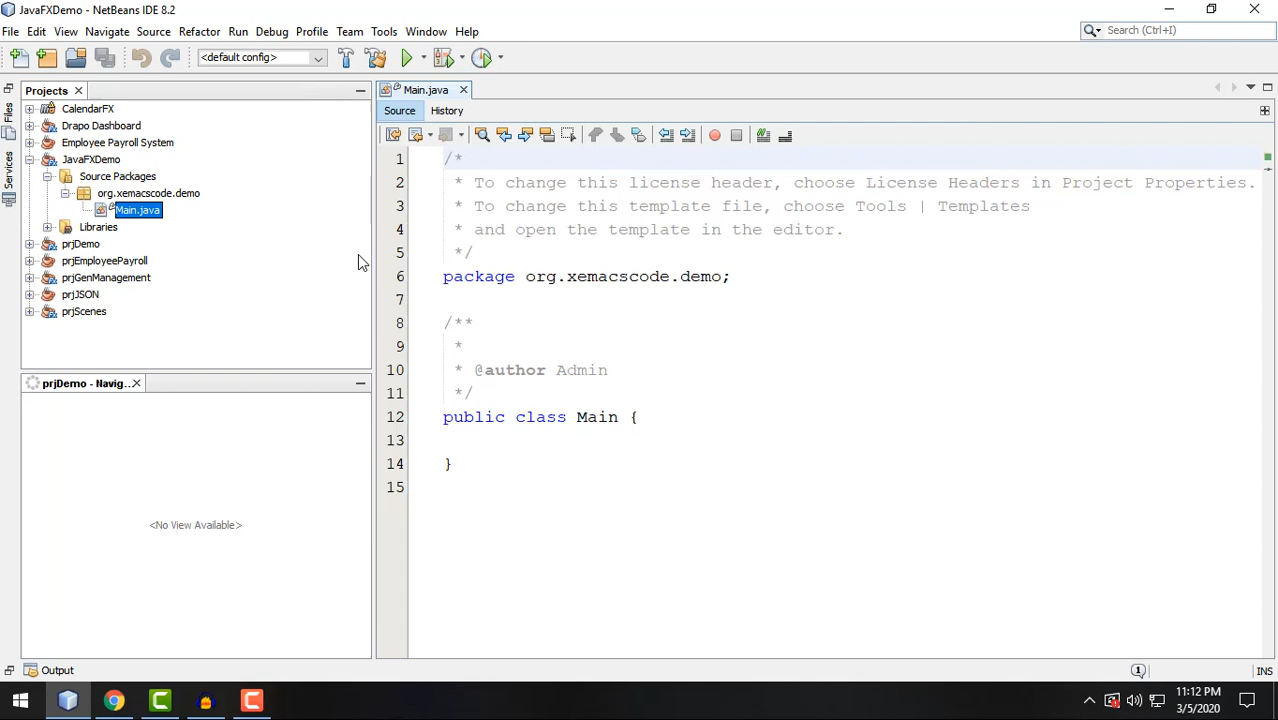 JavaFXDemo - NetBeans IDE 8.2
File Edit View Navigate Source Refactor Run Debug Profile Team Tools Window Help
Search (Ctrl+I)
<default config>
Projects
Files
Services
CalendarFX
Drapo Dashboard
Employee Payroll System
JavaFXDemo
Source Packages
org.xemacscode.demo
Main.java
Libraries
prjDemo
prjEmployeePayroll
prjGenManagement
prjJSON
prjScenes
prjDemo - Navig...
<No View Available>
Main.java
Source History
1 /*
2 * To change this license header, choose License Headers in Project Properties.
3 * To change this template file, choose Tools | Templates
4 * and open the template in the editor.
5 */
6 package org.xemacscode.demo;
7
8 /**
9 *
10 * @author Admin
11 */
12 public class Main {
13
14 }
15
Output
1
INS
11:12 PM
3/5/2020